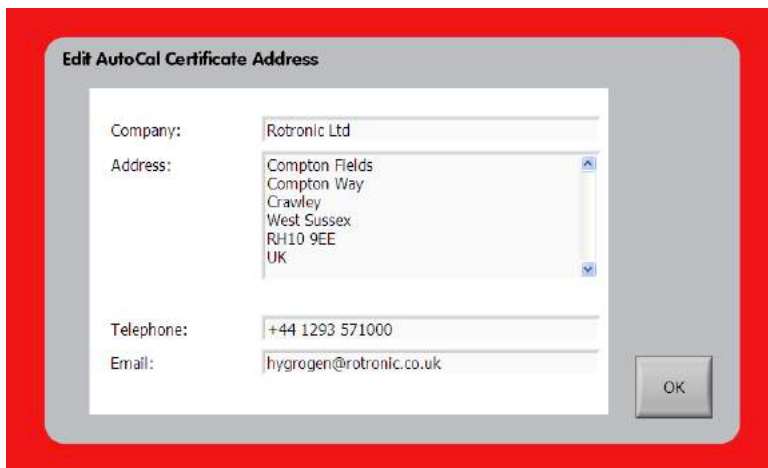 Edit AutoCal Certificate Address
Company: Rotronic Ltd
Address: Compton Fields
Compton Way
Crawley
West Sussex
RH10 9EE
UK
Telephone: +44 1293 571000
Email: hygrogen@rotronic.co.uk
OK